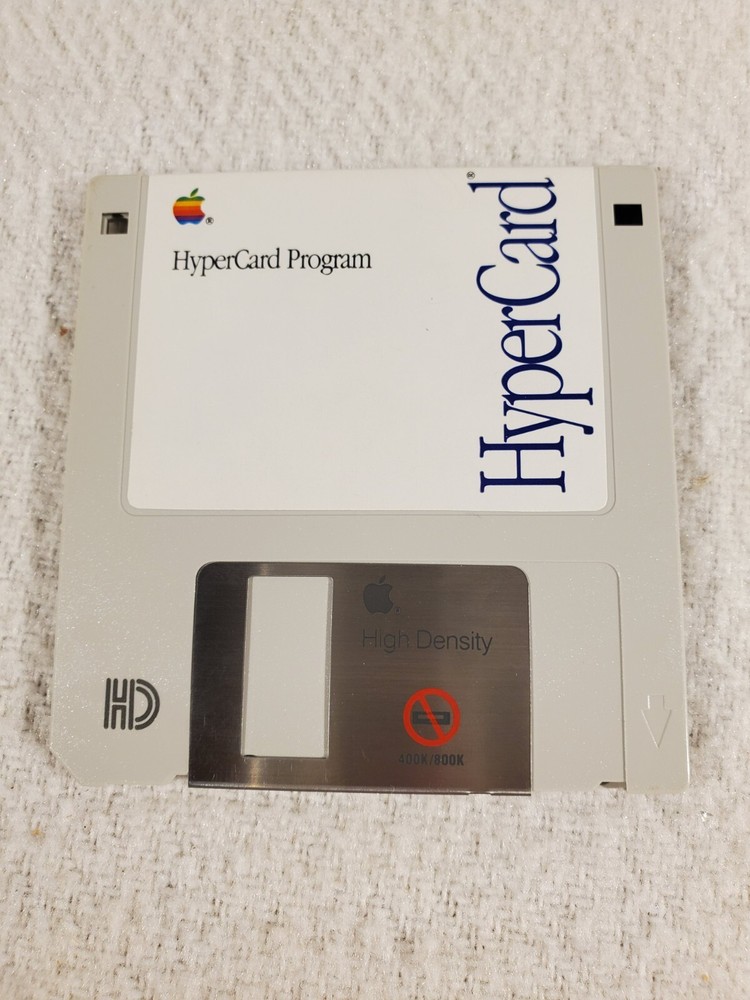 ®
HyperCard Program
HyperCard®
High Density
400K/800K
HD